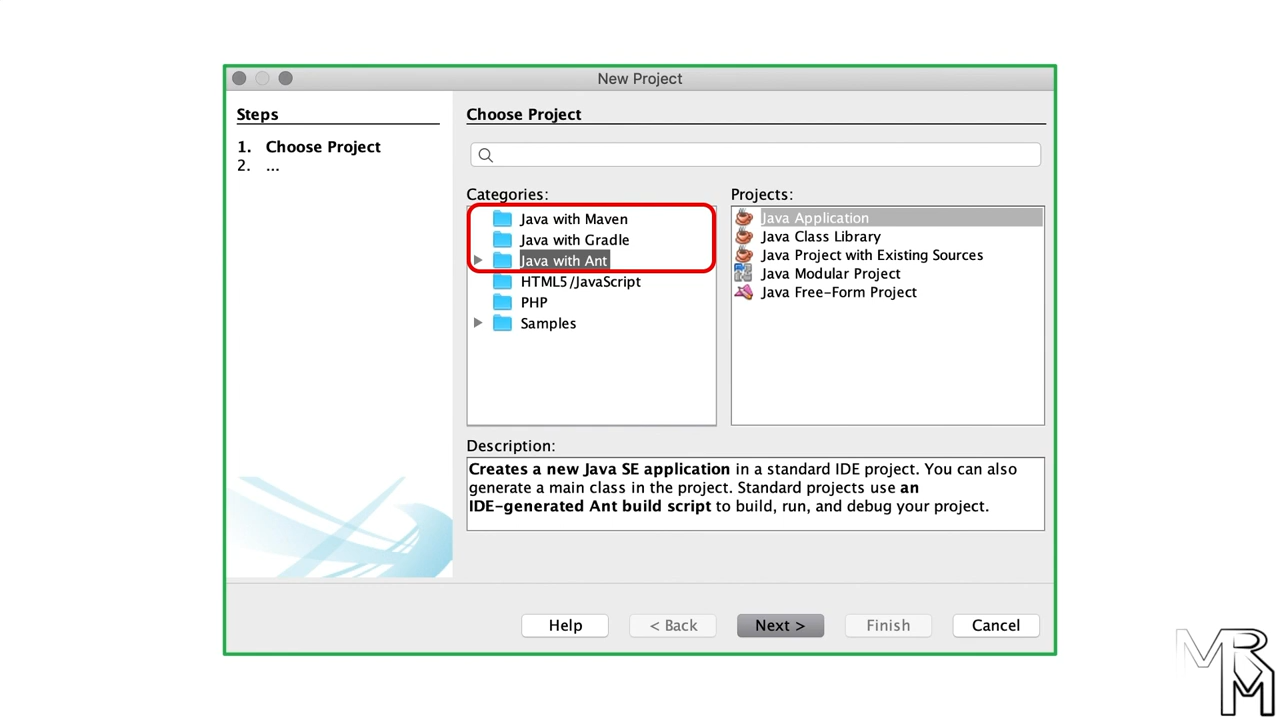 New Project
Steps
1. Choose Project
2. ...
Choose Project
Categories:
Java with Maven
Java with Gradle
Java with Ant
HTML5/JavaScript
PHP
Samples
Projects:
Java Application
Java Class Library
Java Project with Existing Sources
Java Modular Project
Java Free-Form Project
Description:
Creates a new Java SE application in a standard IDE project. You can also
generate a main class in the project. Standard projects use an
IDE-generated Ant build script to build, run, and debug your project.
Help
< Back
Next >
Finish
Cancel
MRM